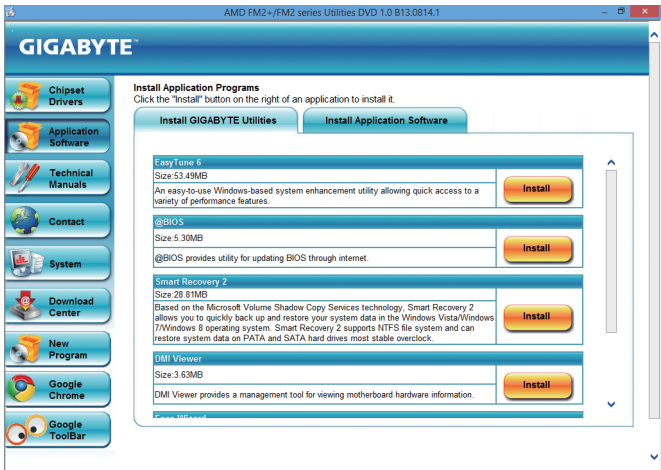 AMD FM2+/FM2 series Utilities DVD 1.0 B13.0814.1
GIGABYTE™
Chipset
Drivers
Application
Software
Technical
Manuals
Contact
System
Download
Center
New
Program
Google
Chrome
Google
ToolBar
Install Application Programs
Click the "Install" button on the right of an application to install it.
Install GIGABYTE Utilities
Install Application Software
EasyTune 6
Size:53.49MB
An easy-to-use Windows-based system enhancement utility allowing quick access to a
variety of performance features.
Install
@BIOS
Size:5.30MB
@BIOS provides utility for updating BIOS through internet.
Install
Smart Recovery 2
Size:28.81MB
Based on the Microsoft Volume Shadow Copy Services technology, Smart Recovery 2
allows you to quickly back up and restore your system data in the Windows Vista/Windows
7/Windows 8 operating system. Smart Recovery 2 supports NTFS file system and can
restore system data on PATA and SATA hard drives most stable overclock.
Install
DMI Viewer
Size:3.63MB
DMI Viewer provides a management tool for viewing motherboard hardware information.
Install